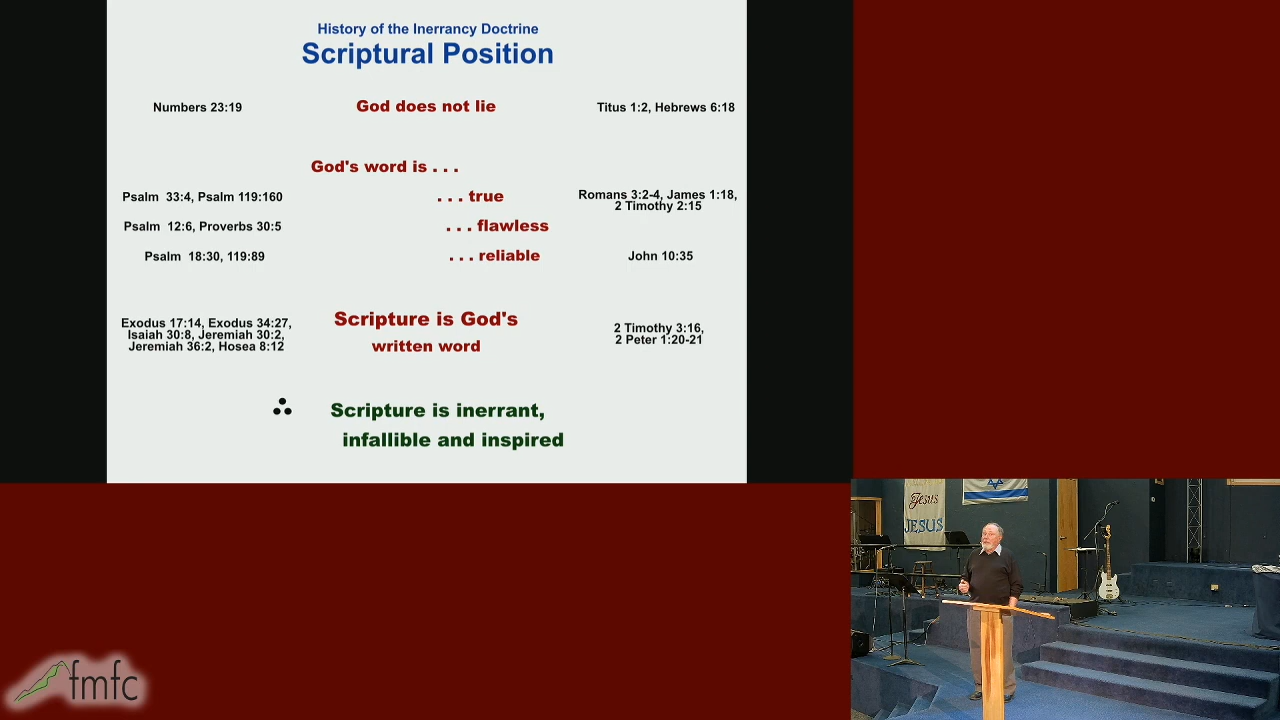 History of the Inerrancy Doctrine
Scriptural Position
Numbers 23:19
God does not lie
Titus 1:2, Hebrews 6:18
God's word is . . .
Psalm 33:4, Psalm 119:160
. . . true
Romans 3:2-4, James 1:18,
2 Timothy 2:15
Psalm 12:6, Proverbs 30:5
. . . flawless
Psalm 18:30, 119:89
. . . reliable
John 10:35
Exodus 17:14, Exodus 34:27,
Isaiah 30:8, Jeremiah 30:2,
Jeremiah 36:2, Hosea 8:12
Scripture is God's
written word
2 Timothy 3:16,
2 Peter 1:20-21
∴ Scripture is inerrant,
infallible and inspired
Jesus
JESUS
fmfc